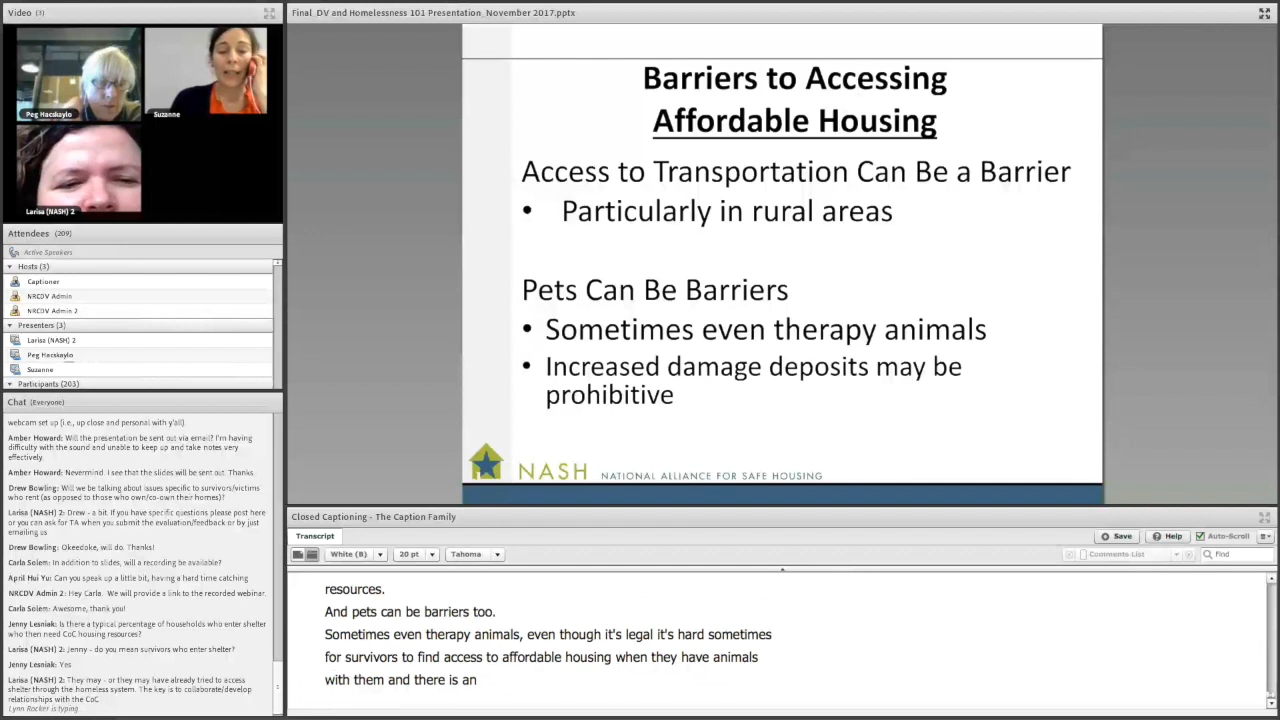 Video (3)
Peg Hacskaylo
Suzanne
Larisa (NASH) 2
Attendees (209)
Active Speakers
Hosts (3)
Captioner
NRCDV Admin
NRCDV Admin 2
Presenters (3)
Larisa (NASH) 2
Peg Hacskaylo
Suzanne
Participants (203)
Chat (Everyone)
webcam set up (i.e., up close and personal with y'all)
Amber Howard: Will the presentation be sent out via email? I'm having
difficulty with the sound and unable to keep up and take notes very
effectively.
Amber Howard: Nevermind. I see that the slides will be sent out. Thanks.
Drew Bowling: Will we be talking about issues specific to survivors/victims
who rent (as opposed to those who own/co-own their homes)?
Larisa (NASH) 2: Drew - a bit. If you have specific questions please post here
or you can ask for TA when you submit the evaluation/feedback or by just
emailing us
Drew Bowling: Okeedoke, will do. Thanks!
Carla Solem: In addition to slides, will a recording be available?
April Hui Yu: Can you speak up a little bit, having a hard time catching
NRCDV Admin 2: Hey Carla. We will provide a link to the recorded webinar.
Carla Solem: Awesome, thank you!
Jenny Lesniak: Is there a typical percentage of households who enter shelter
who then need CoC housing resources?
Larisa (NASH) 2: Jenny - do you mean survivors who enter shelter?
Jenny Lesniak: Yes
Larisa (NASH) 2: They may - or they may have already tried to access
shelter through the homeless system. The key is to collaborate/develop
relationships with the CoC
Lynn Rocker is typing
Final_DV and Homelessness 101 Presentation_November 2017.pptx
Barriers to Accessing
Affordable Housing
Access to Transportation Can Be a Barrier
• Particularly in rural areas
Pets Can Be Barriers
• Sometimes even therapy animals
• Increased damage deposits may be
prohibitive
NASH NATIONAL ALLIANCE FOR SAFE HOUSING
Closed Captioning - The Caption Family
Transcript
Save
Help
Auto-Scroll
White (B)
20 pt
Tahoma
Comments List
Find
resources.
And pets can be barriers too.
Sometimes even therapy animals, even though it's legal it's hard sometimes
for survivors to find access to affordable housing when they have animals
with them and there is an